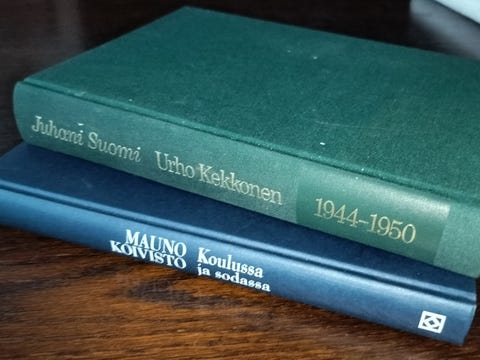 Juhani Suomi Urho Kekkonen 1944–1950
MAUNO
KOIVISTO
Koulussa
ja sodassa